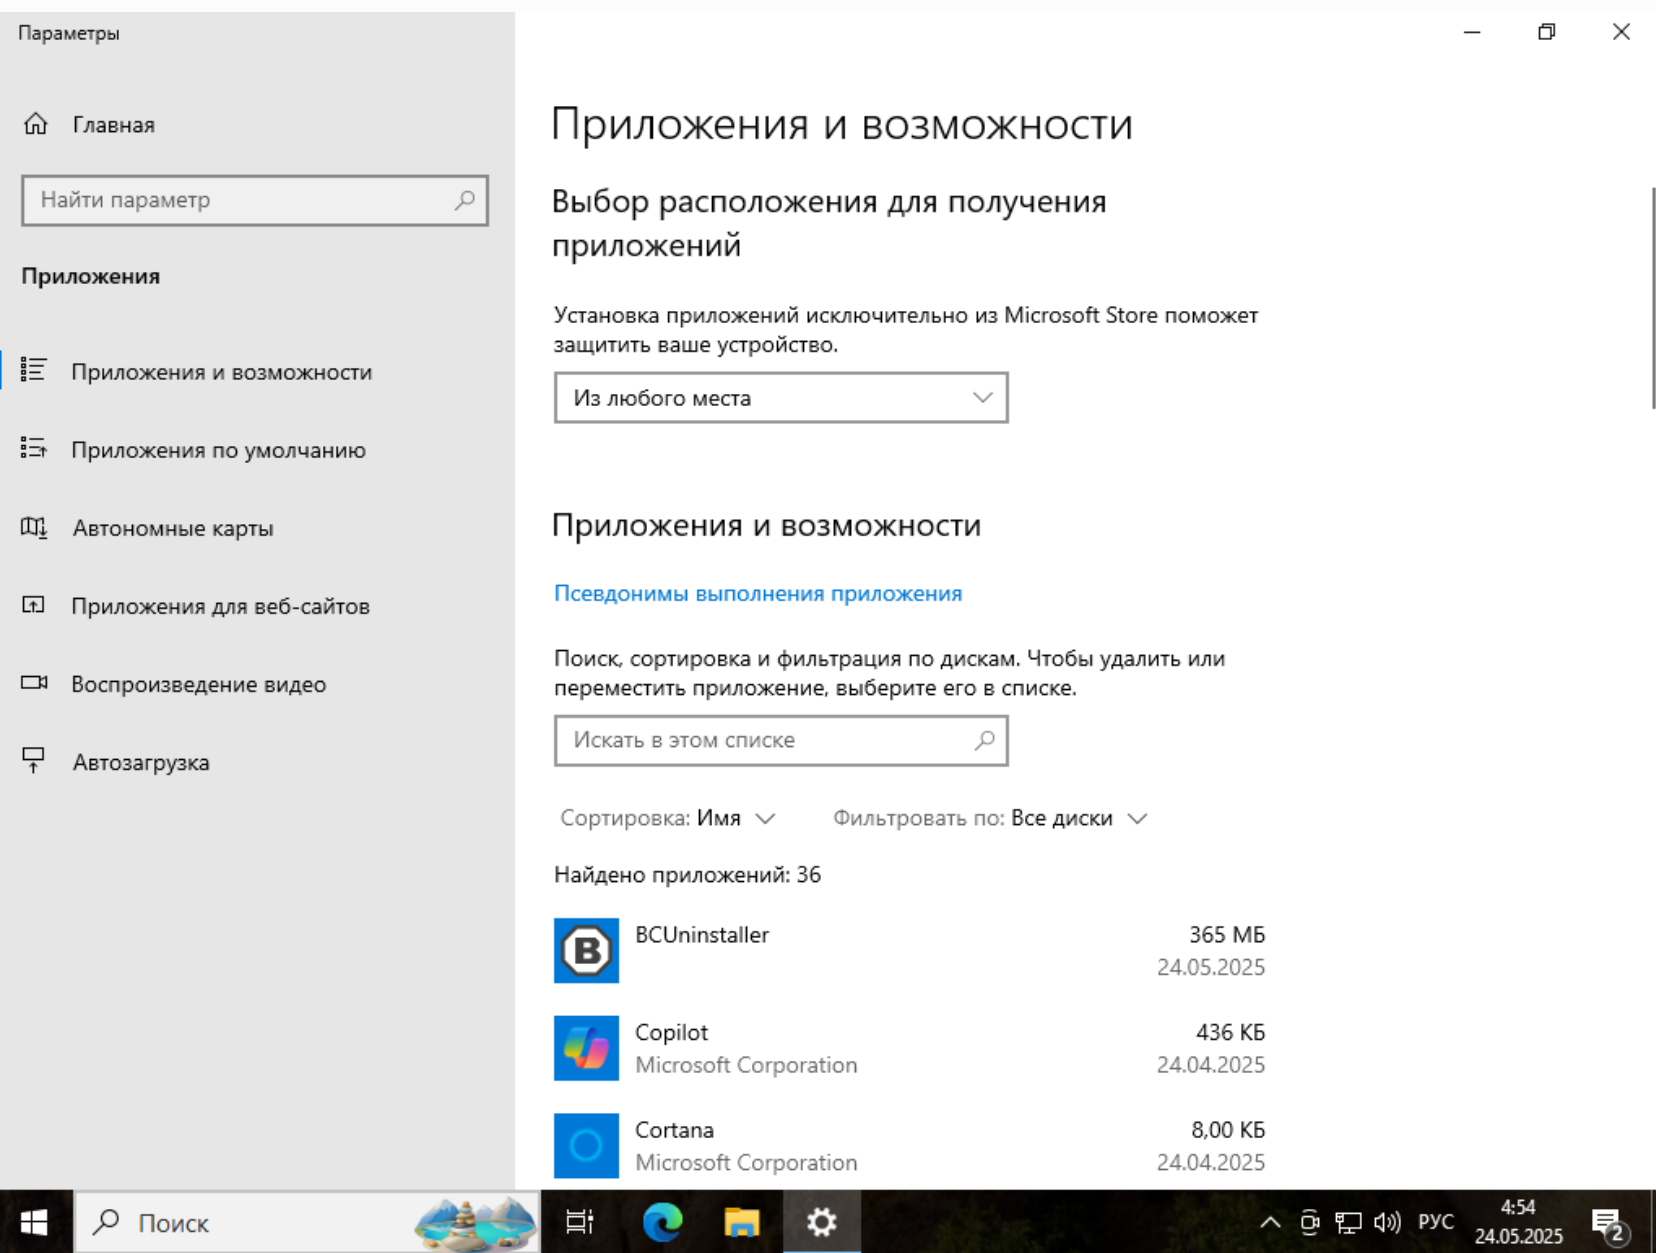 Параметры
Главная
Найти параметр
Приложения
Приложения и возможности
Приложения по умолчанию
Автономные карты
Приложения для веб-сайтов
Воспроизведение видео
Автозагрузка
Приложения и возможности
Выбор расположения для получения
приложений
Установка приложений исключительно из Microsoft Store поможет
защитить ваше устройство.
Из любого места
Приложения и возможности
Псевдонимы выполнения приложения
Поиск, сортировка и фильтрация по дискам. Чтобы удалить или
переместить приложение, выберите его в списке.
Искать в этом списке
Сортировка: Имя Фильтровать по: Все диски
Найдено приложений: 36
B
BCUninstaller 365 МБ
24.05.2025
Copilot 436 КБ
Microsoft Corporation 24.04.2025
Cortana 8,00 КБ
Microsoft Corporation 24.04.2025
Поиск
РУС
4:54
24.05.2025
2